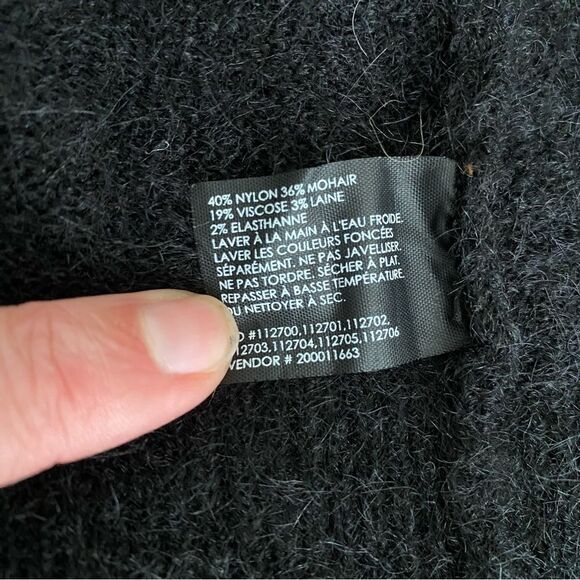 40% NYLON 36% MOHAIR
19% VISCOSE 3% LAINE
2% ELASTHANNE
LAVER À LA MAIN À L'EAU FROIDE.
LAVER LES COULEURS FONCÉES
SÉPARÉMENT. NE PAS JAVELLISER.
NE PAS TORDRE. SÉCHER À PLAT.
REPASSER À BASSE TEMPÉRATURE
OU NETTOYER À SEC.
#112700,112701,112702,
112703,112704,112705,112706
VENDOR # 200011663